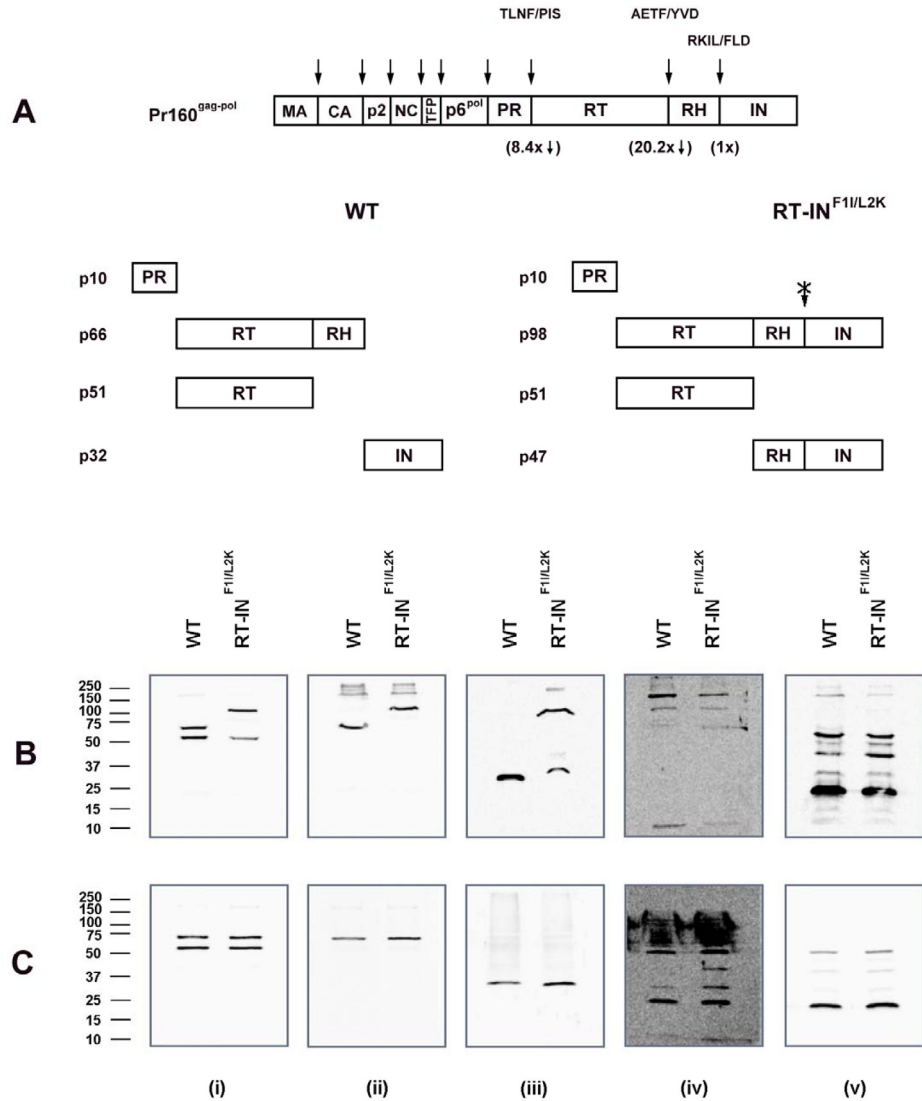 TLNF/PIS AETF/YVD
RKIL/FLD
A Pr160gag-pol MA CA p2 NC TFP p6pol PR RT RH IN
(8.4x ↓) (20.2x ↓) (1x)
WT RT-INF1I/L2K
p10 PR p10 PR
p66 RT RH p98 RT RH IN
p51 RT p51 RT
p32 IN p47 RH IN
WT RT-INF1I/L2K WT RT-INF1I/L2K WT RT-INF1I/L2K WT RT-INF1I/L2K WT RT-INF1I/L2K
B
250
150
100
75
50
37
25
15
10
C
250
150
100
75
50
37
25
15
10
(i) (ii) (iii) (iv) (v)